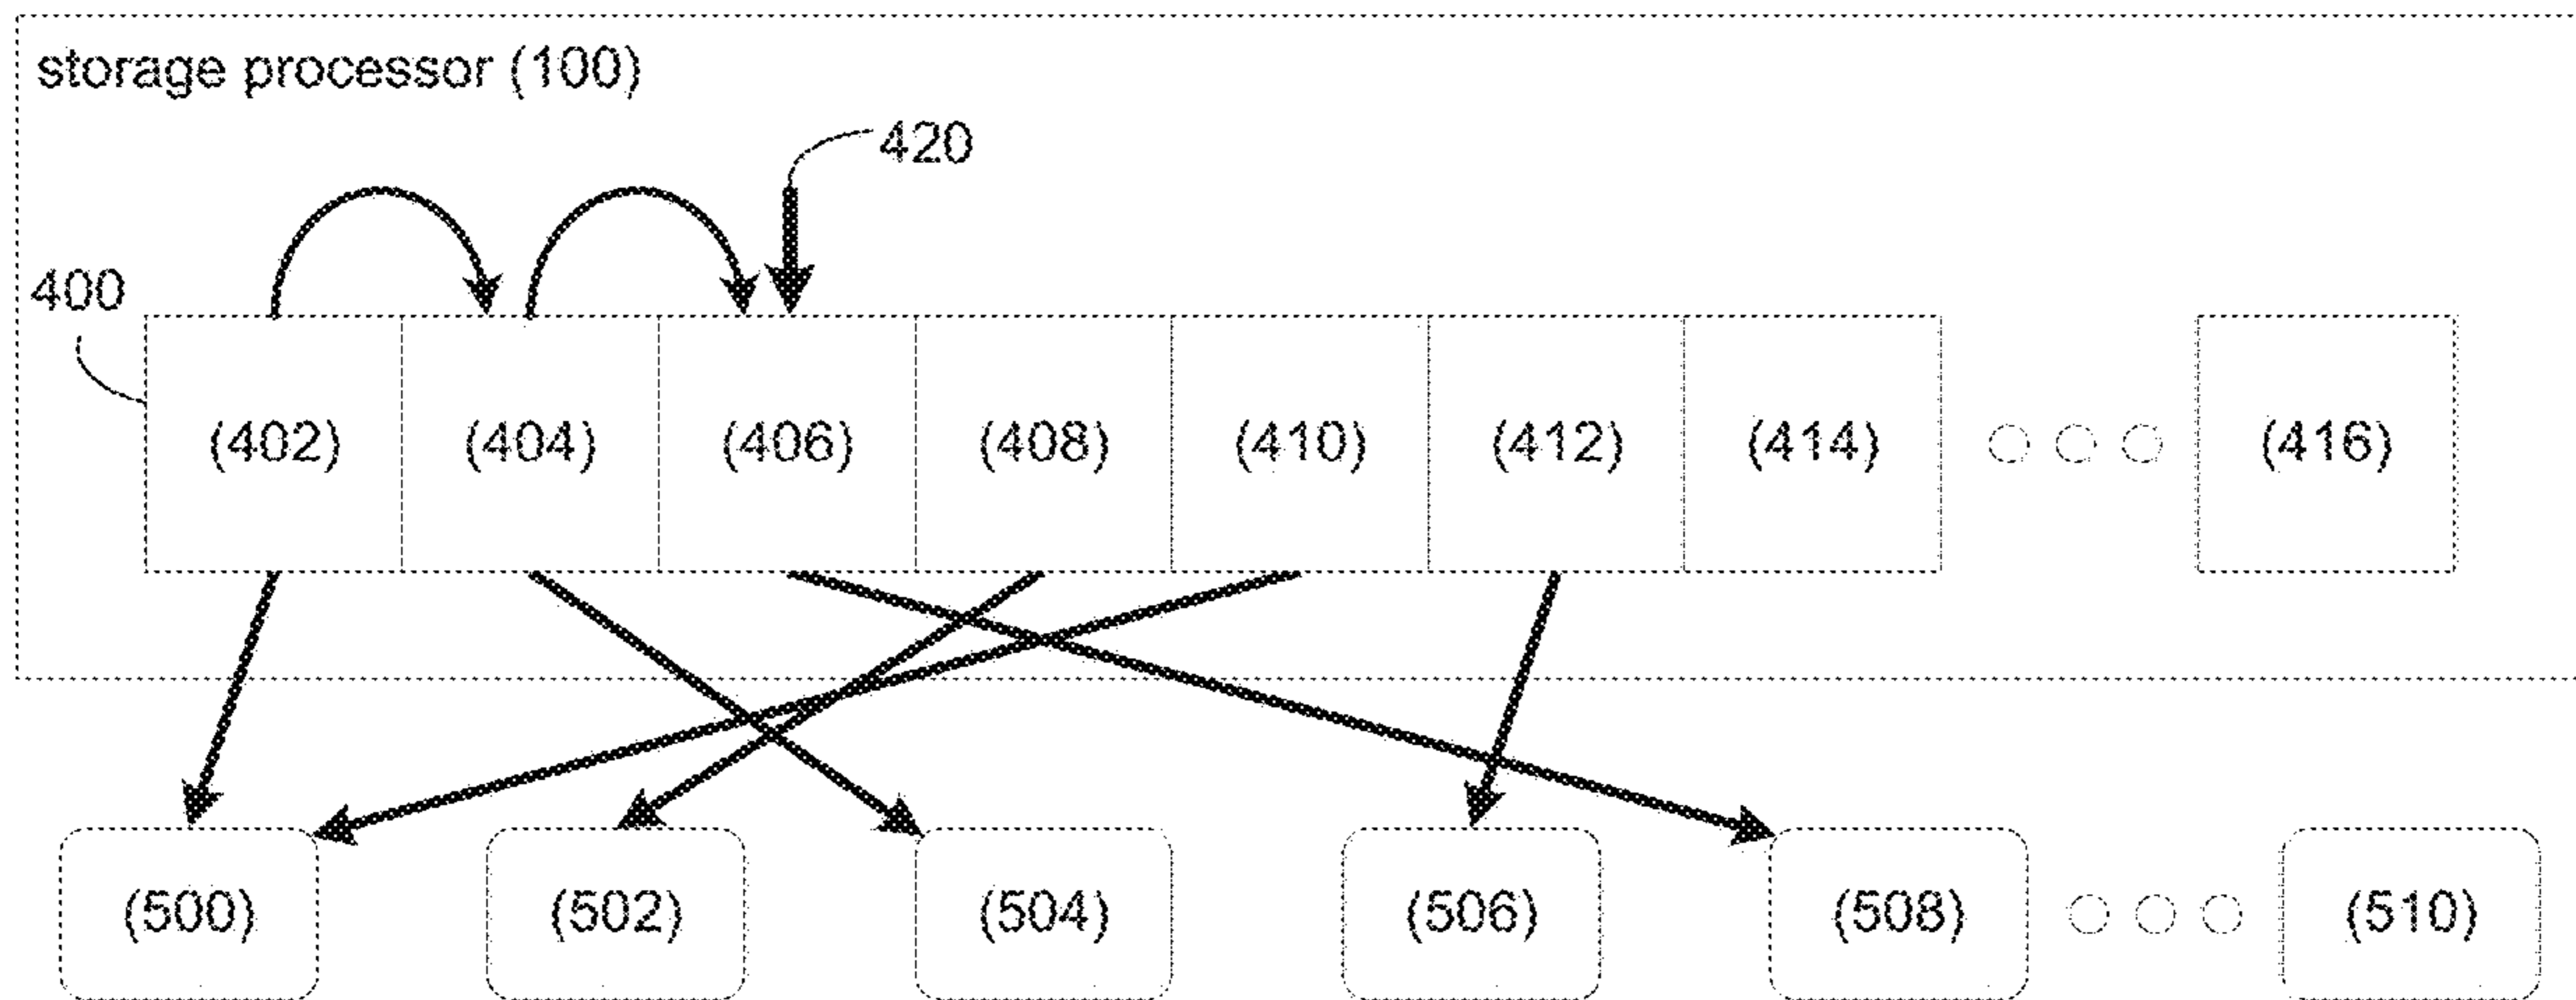 storage processor (100)
420
400
(402) (404) (406) (408) (410) (412) (414) (416)
(500) (502) (504) (506) (508) (510)